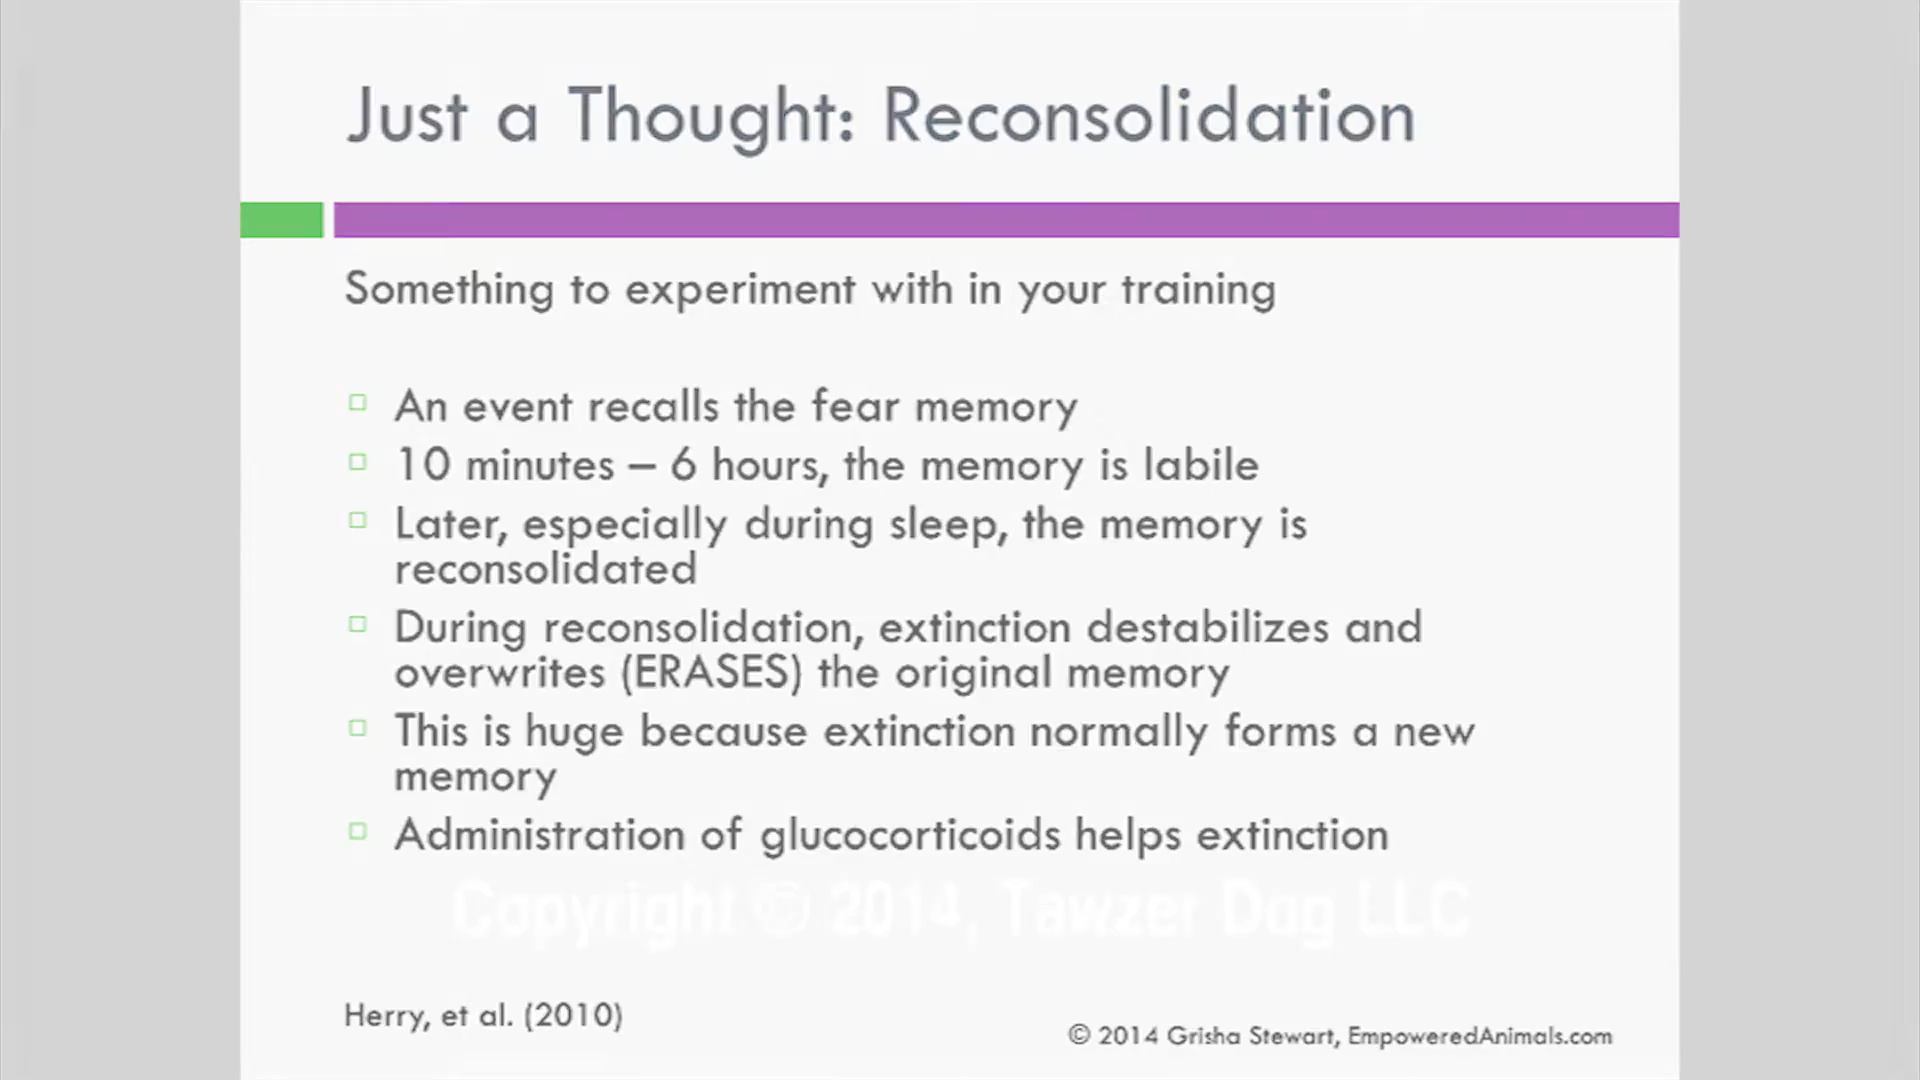 Just a Thought: Reconsolidation
Something to experiment with in your training
An event recalls the fear memory
10 minutes – 6 hours, the memory is labile
Later, especially during sleep, the memory is
reconsolidated
During reconsolidation, extinction destabilizes and
overwrites (ERASES) the original memory
This is huge because extinction normally forms a new
memory
Administration of glucocorticoids helps extinction
Copyright © 2014, Tawzer Dog LLC
Herry, et al. (2010)
© 2014 Grisha Stewart, EmpoweredAnimals.com